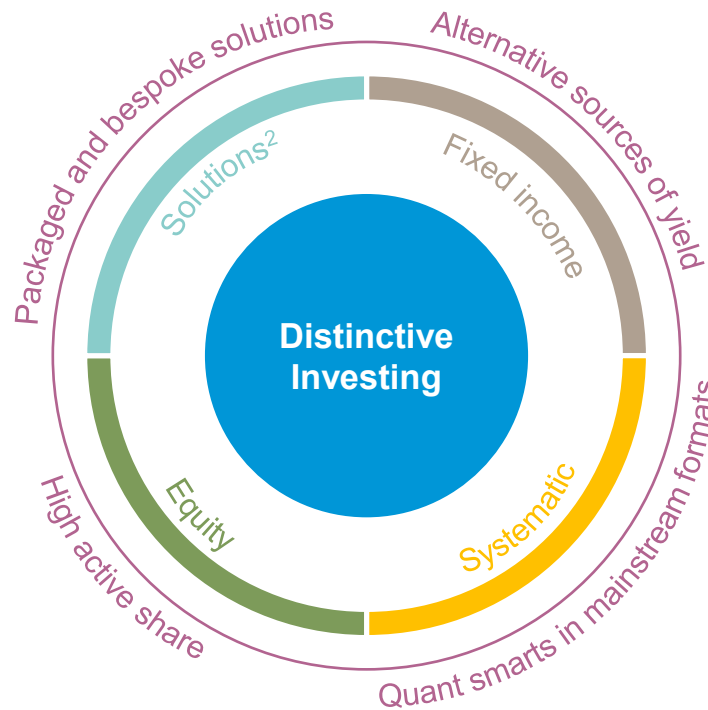 Packaged and bespoke solutions
Alternative sources of yield
Solutions²
Fixed income
Distinctive
Investing
Equity
Systematic
High active share
Quant smarts in mainstream formats